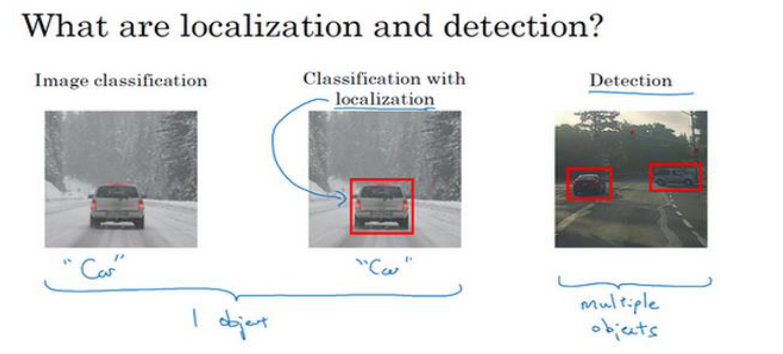 What are localization and detection?
Image classification
Classification with
localization
Detection
"Car"
"Car"
1 object
multiple
objects